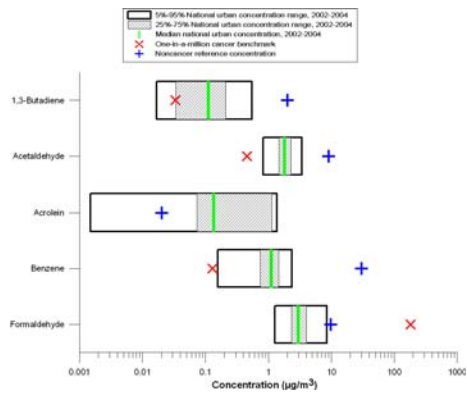 5%-95% National urban concentration range, 2002-2004
25%-75% National urban concentration range, 2002-2004
Median national urban concentration, 2002-2004
One-in-a-million cancer benchmark
Noncancer reference concentration
1,3-Butadiene
Acetaldehyde
Acrolein
Benzene
Formaldehyde
0.001 0.01 0.1 1 10 100 1000
Concentration (µg/m³)